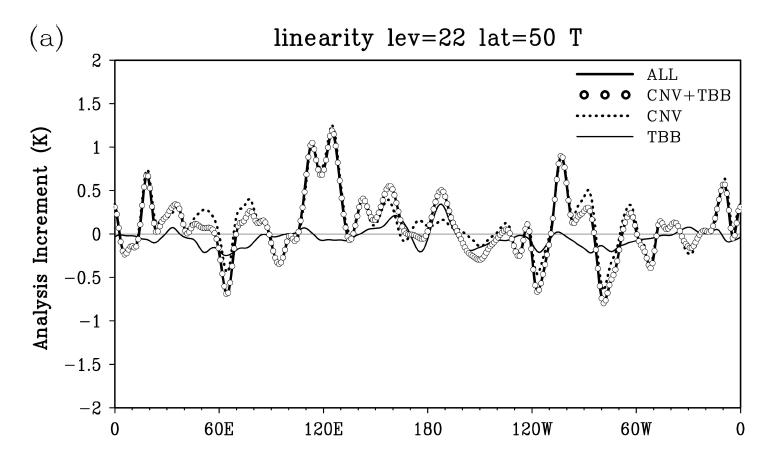 (a)
linearity lev=22 lat=50 T
2
1.5
1
0.5
0
−0.5
−1
−1.5
−2
Analysis Increment (K)
ALL
CNV+TBB
CNV
TBB
0 60E 120E 180 120W 60W 0